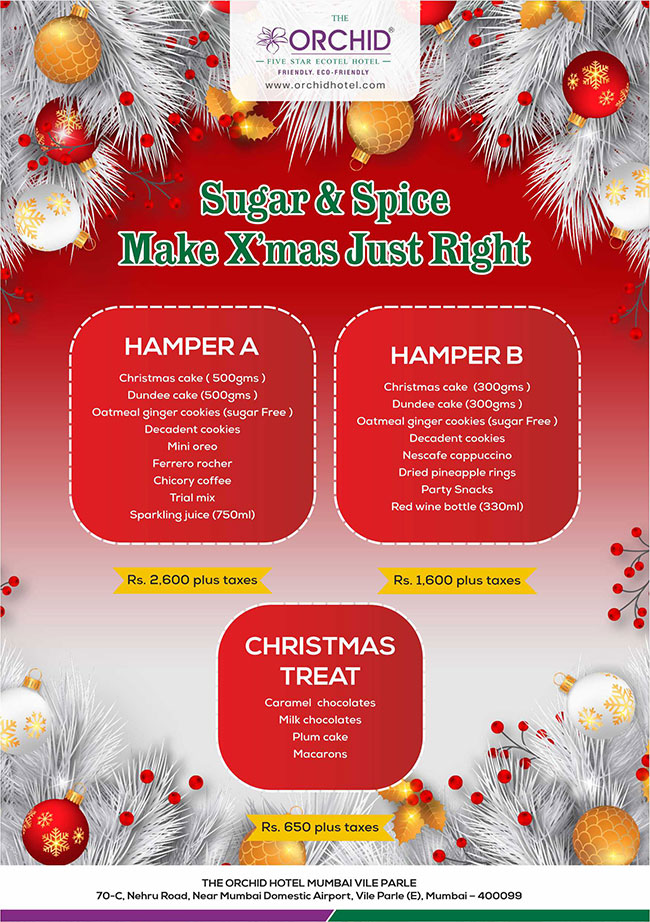 THE
ORCHID®
FIVE STAR ECOTEL HOTEL
FRIENDLY. ECO-FRIENDLY
www.orchidhotel.com
Sugar & Spice
Make X'mas Just Right
HAMPER A
Christmas cake ( 500gms )
Dundee cake (500gms )
Oatmeal ginger cookies (sugar Free )
Decadent cookies
Mini oreo
Ferrero rocher
Chicory coffee
Trial mix
Sparkling juice (750ml)
Rs. 2,600 plus taxes
HAMPER B
Christmas cake (300gms )
Dundee cake (300gms )
Oatmeal ginger cookies (sugar Free )
Decadent cookies
Nescafe cappuccino
Dried pineapple rings
Party Snacks
Red wine bottle (330ml)
Rs. 1,600 plus taxes
CHRISTMAS
TREAT
Caramel chocolates
Milk chocolates
Plum cake
Macarons
Rs. 650 plus taxes
THE ORCHID HOTEL MUMBAI VILE PARLE
70-C, Nehru Road, Near Mumbai Domestic Airport, Vile Parle (E), Mumbai – 400099